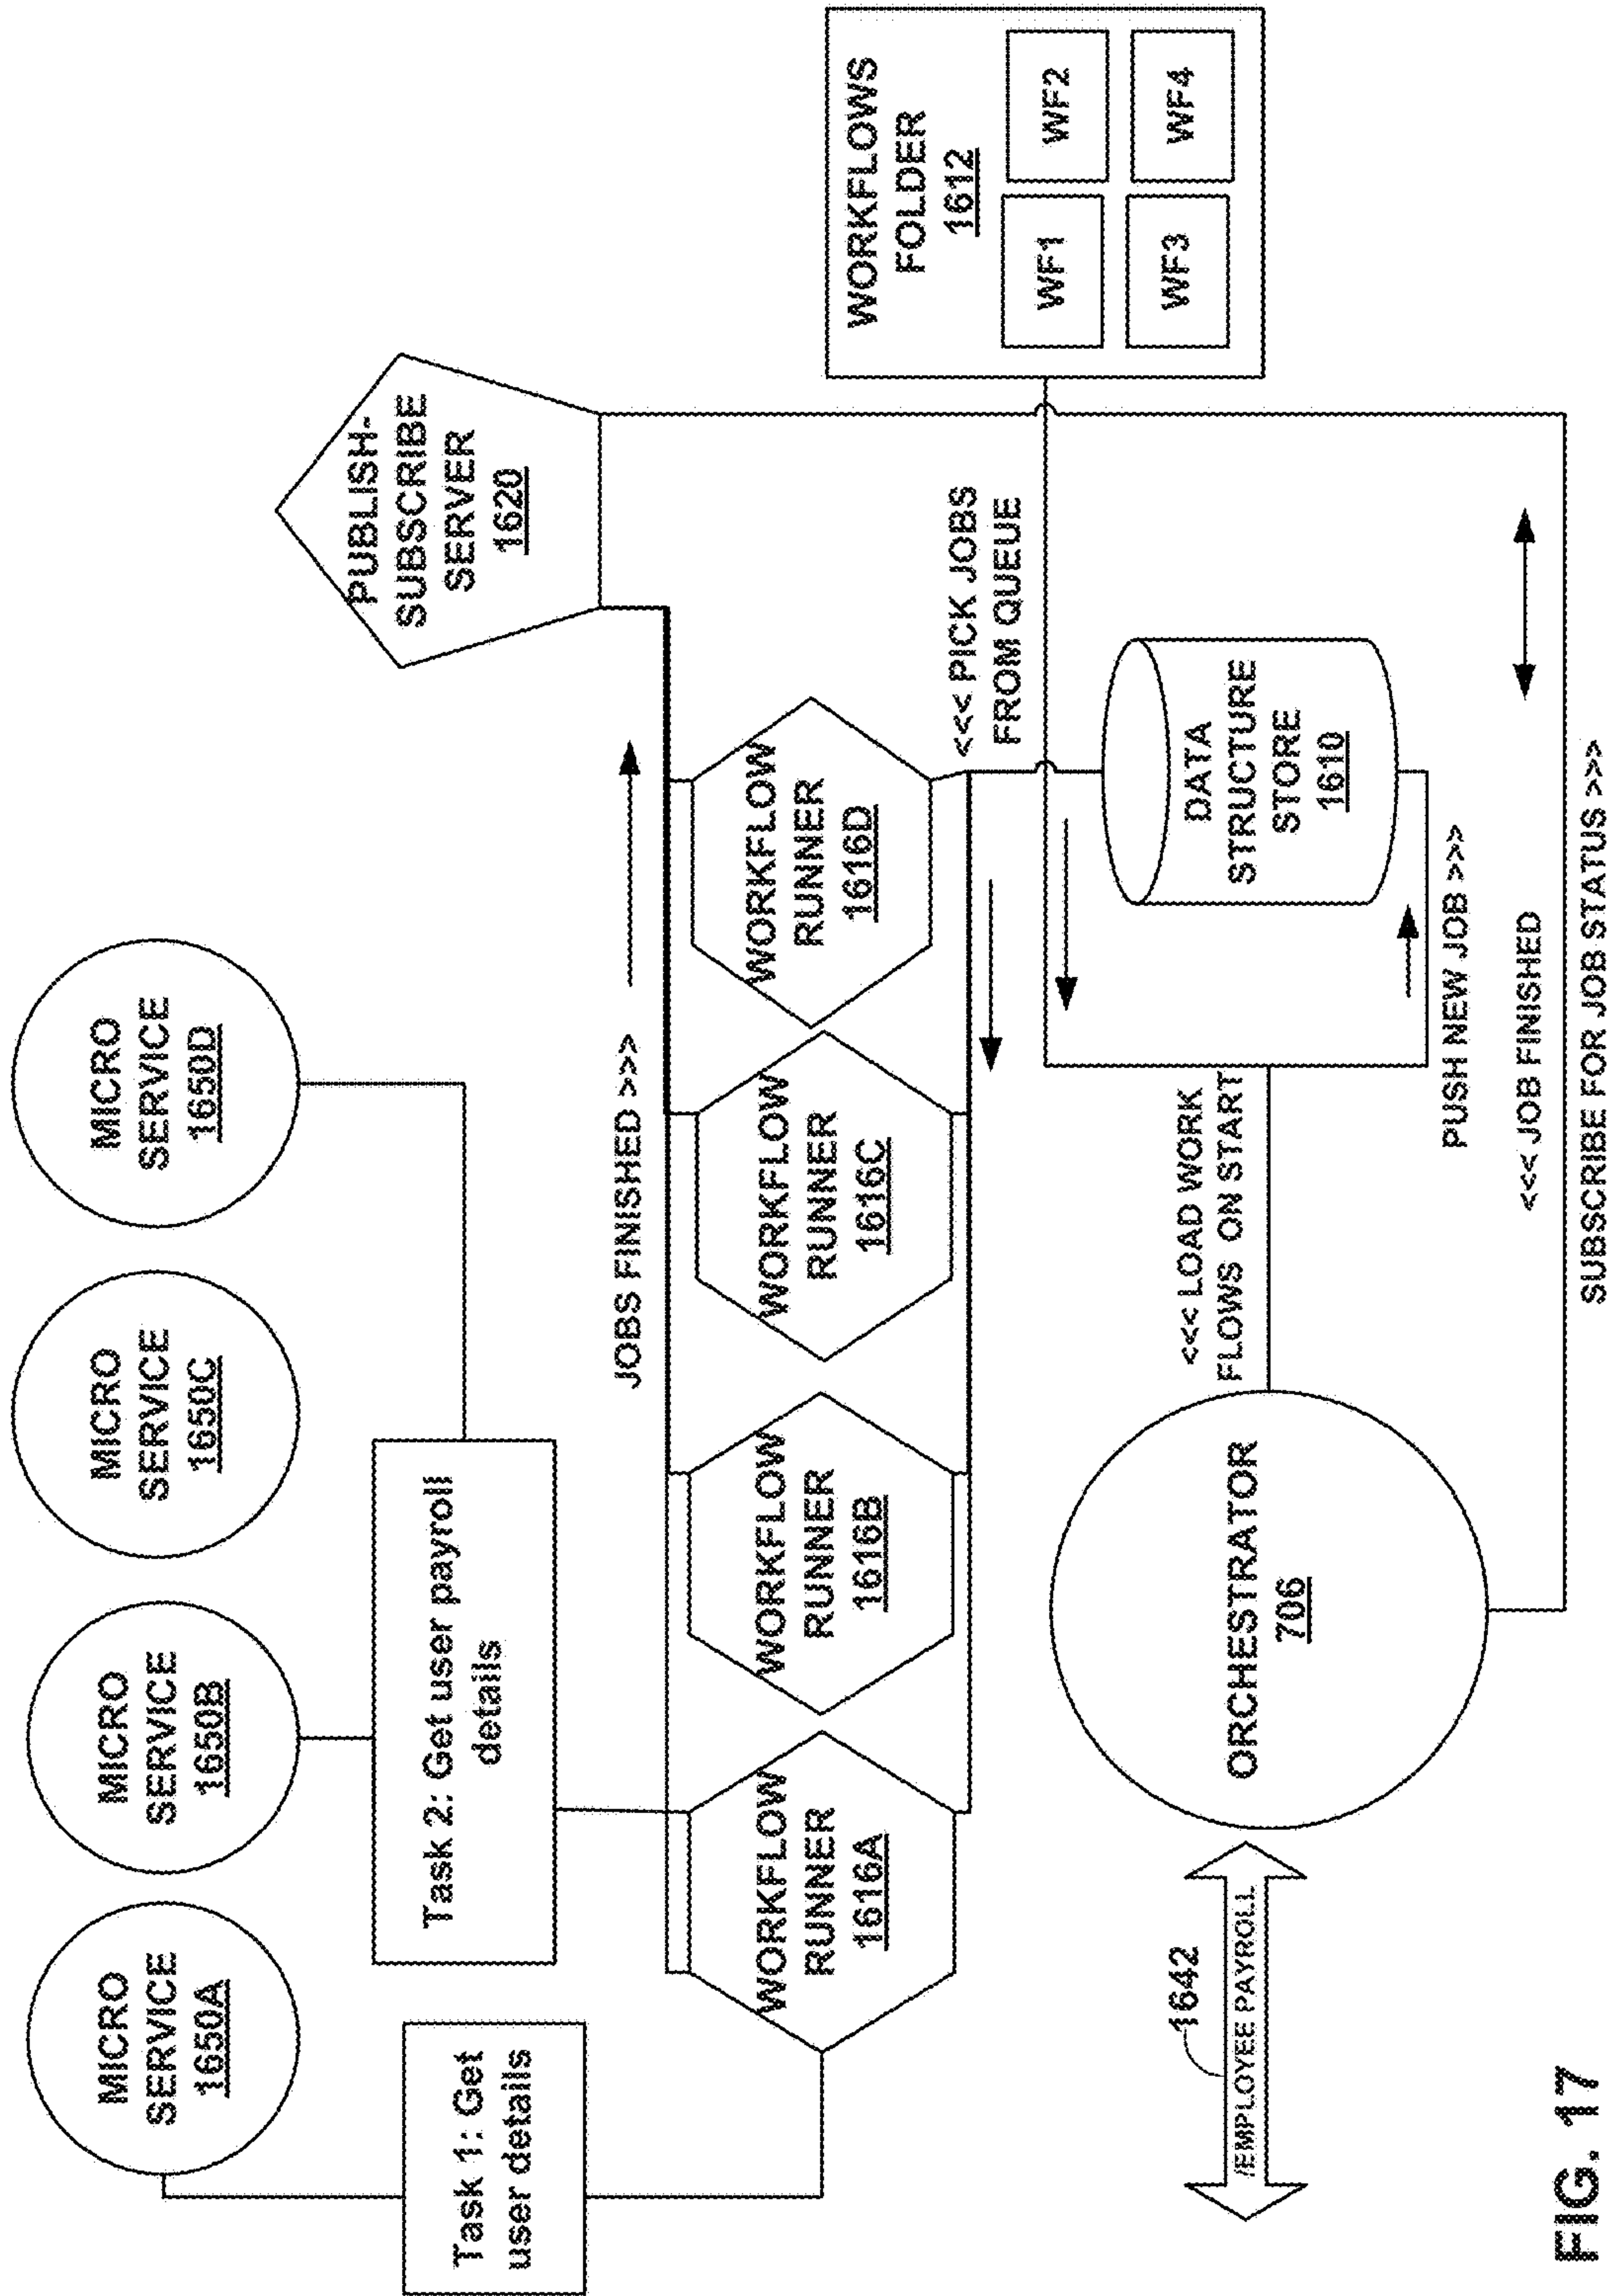 MICRO
SERVICE
1650A
MICRO
SERVICE
1650B
MICRO
SERVICE
1650C
MICRO
SERVICE
1650D
Task 1: Get
user details
Task 2: Get user payroll
details
PUBLISH-
SUBSCRIBE
SERVER
1620
JOBS FINISHED >>>
WORKFLOW
RUNNER
1616A
WORKFLOW
RUNNER
1616B
WORKFLOW
RUNNER
1616C
WORKFLOW
RUNNER
1616D
<<< PICK JOBS
FROM QUEUE
WORKFLOWS
FOLDER
1612
WF1
WF2
WF3
WF4
1642
/EMPLOYEE PAYROLL
ORCHESTRATOR
706
<<< LOAD WORK
FLOWS ON START
DATA
STRUCTURE
STORE
1610
PUSH NEW JOB >>>
<<< JOB FINISHED
SUBSCRIBE FOR JOB STATUS >>>
FIG. 17